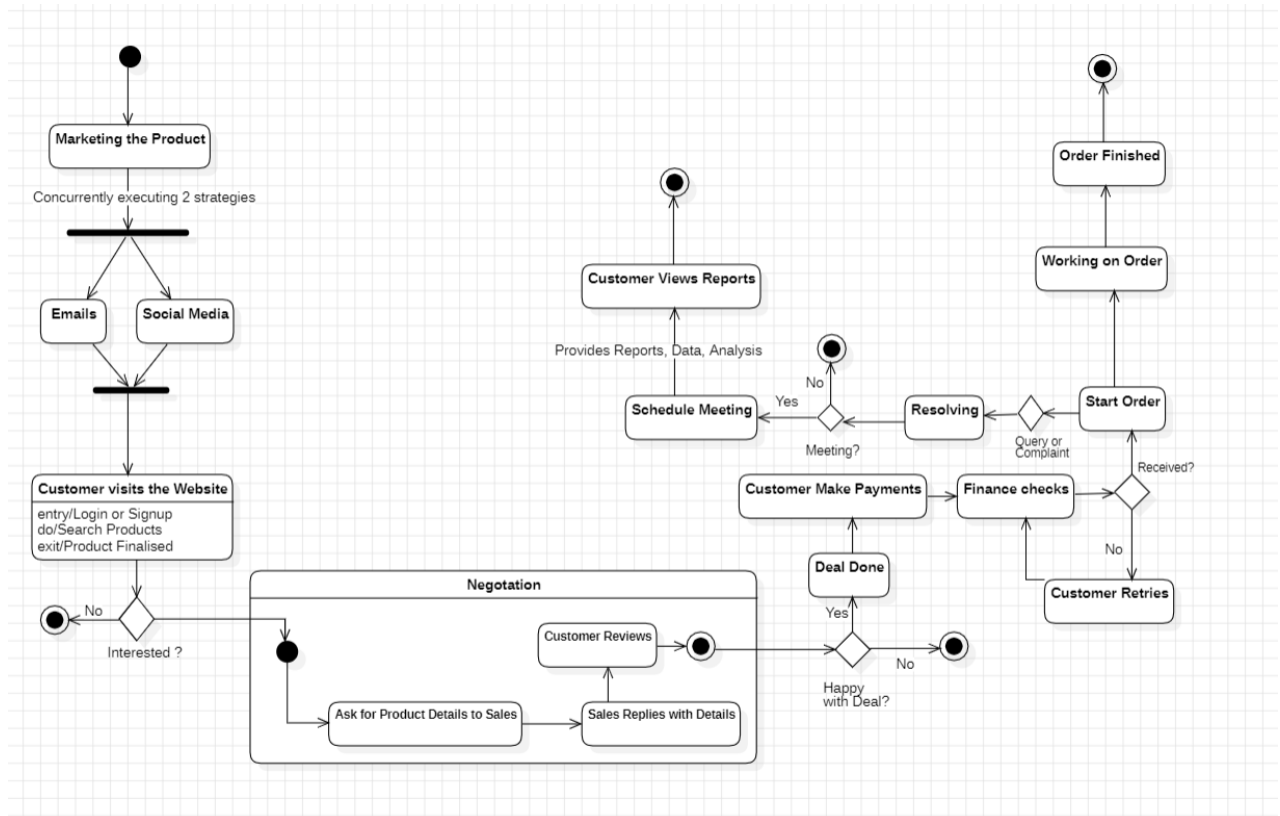 Marketing the Product
Concurrently executing 2 strategies
Emails
Social Media
Customer visits the Website
entry/Login or Signup
do/Search Products
exit/Product Finalised
No
Interested ?
Negotation
Ask for Product Details to Sales
Sales Replies with Details
Customer Reviews
Happy
with Deal?
No
Yes
Deal Done
Customer Make Payments
Finance checks
Received?
No
Customer Retries
Start Order
Query or
Complaint
Resolving
Meeting?
No
Yes
Schedule Meeting
Provides Reports, Data, Analysis
Customer Views Reports
Working on Order
Order Finished